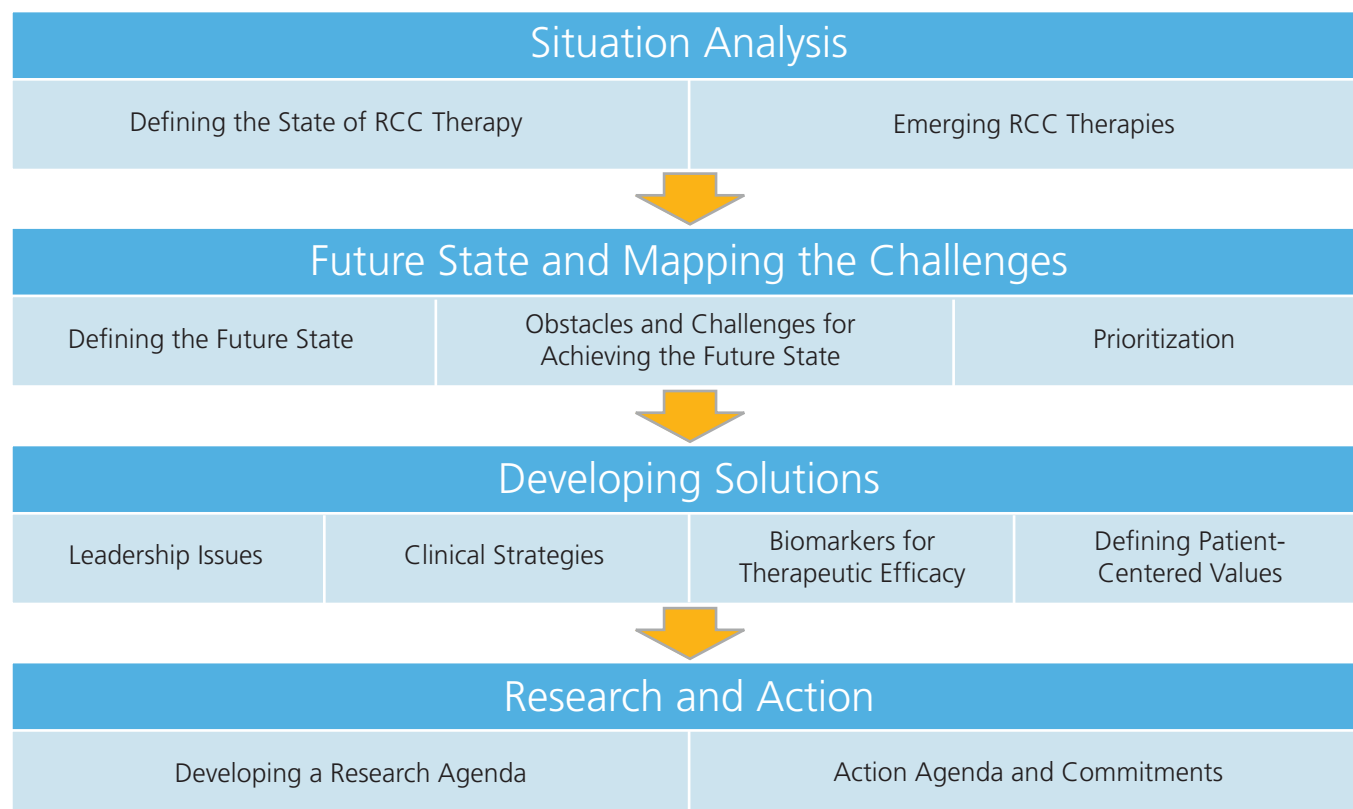 Situation Analysis
Defining the State of RCC Therapy
Emerging RCC Therapies
Future State and Mapping the Challenges
Defining the Future State
Obstacles and Challenges for
Achieving the Future State
Prioritization
Developing Solutions
Leadership Issues
Clinical Strategies
Biomarkers for
Therapeutic Efficacy
Defining Patient-
Centered Values
Research and Action
Developing a Research Agenda
Action Agenda and Commitments